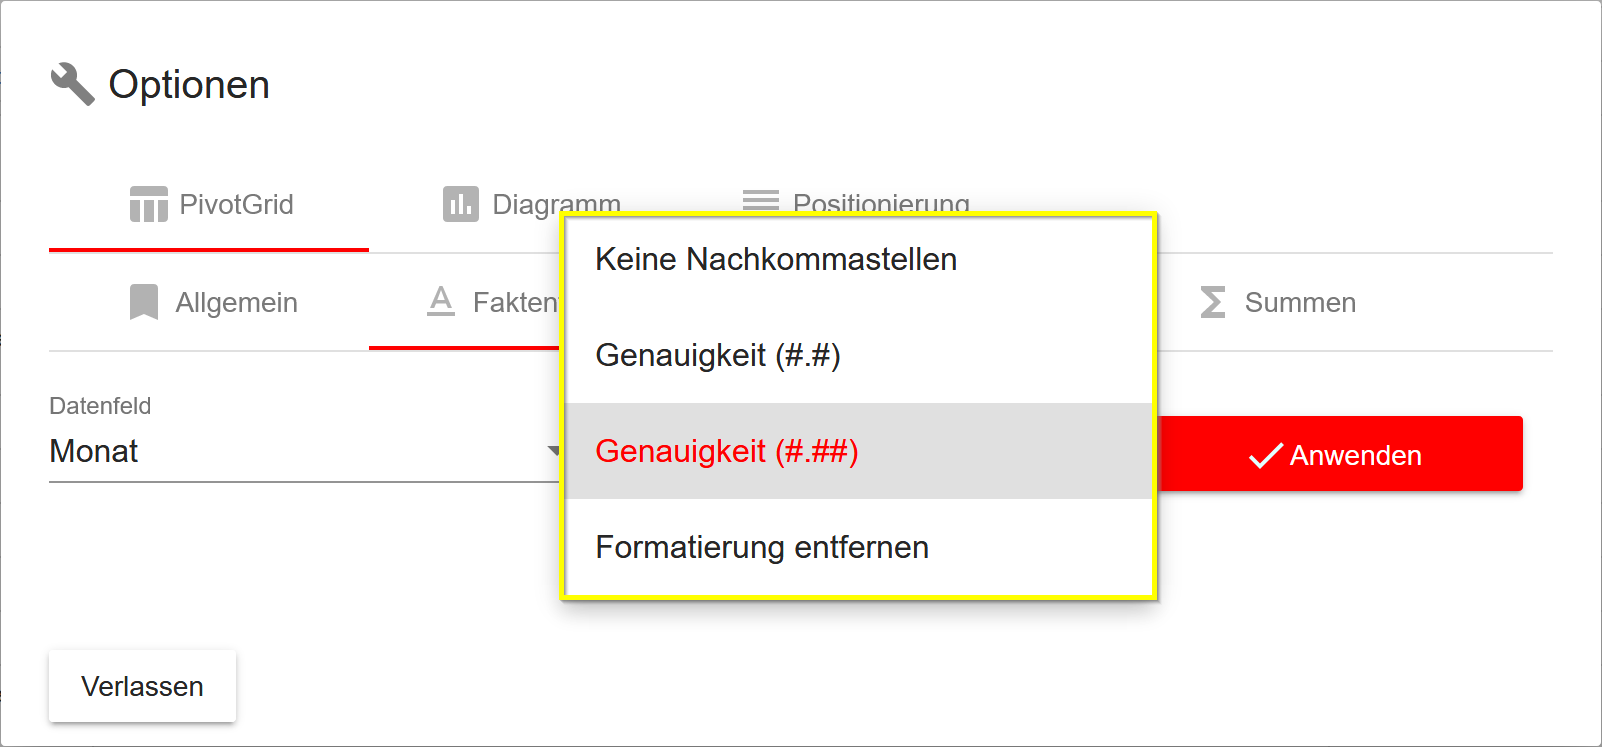 Optionen
PivotGrid
Diagramm
Positionierung
Allgemein
Fakten
Summen
Keine Nachkommastellen
Genauigkeit (#.#)
Genauigkeit (#.##)
Formatierung entfernen
Datenfeld
Monat
Anwenden
Verlassen